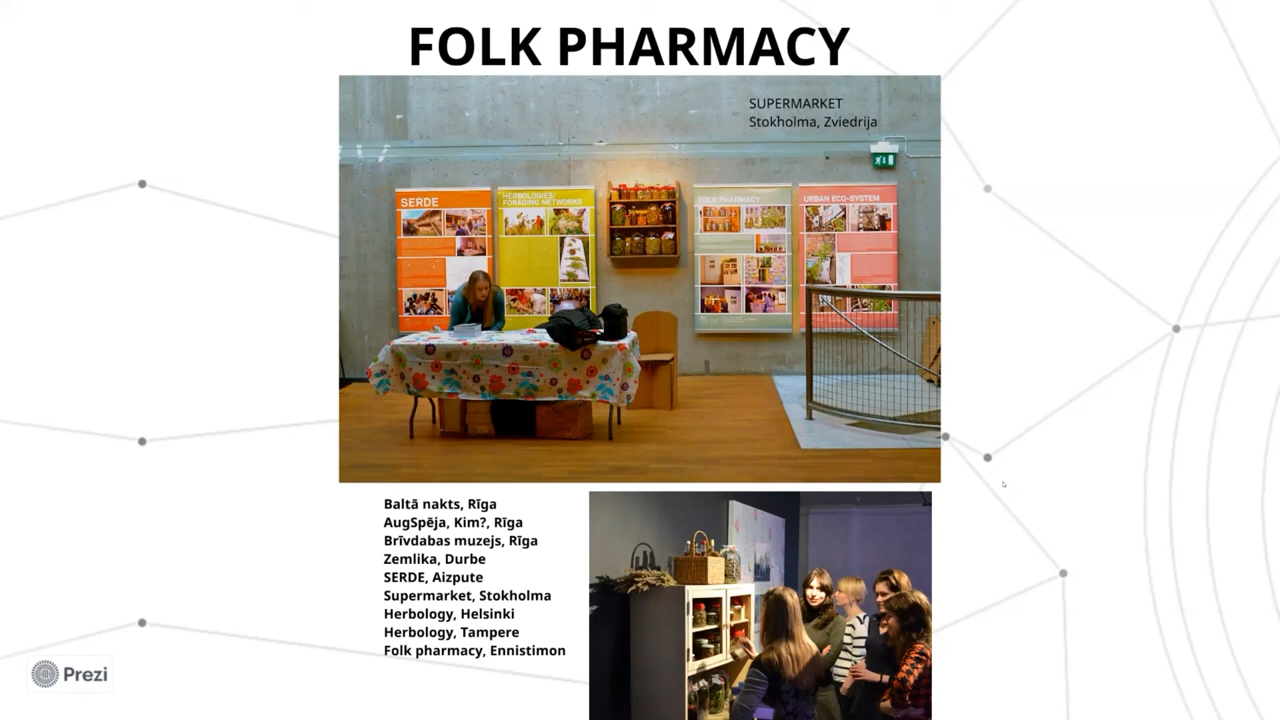 FOLK PHARMACY
SUPERMARKET
Stokholma, Zviedrija
SERDE
HERBOLOGIES/
FORAGING NETWORKS
FOLK PHARMACY
URBAN ECO-SYSTEM
Baltā nakts, Rīga
AugSpēja, Kim?, Rīga
Brīvdabas muzejs, Rīga
Zemlika, Durbe
SERDE, Aizpute
Supermarket, Stokholma
Herbology, Helsinki
Herbology, Tampere
Folk pharmacy, Ennistimon
Prezi